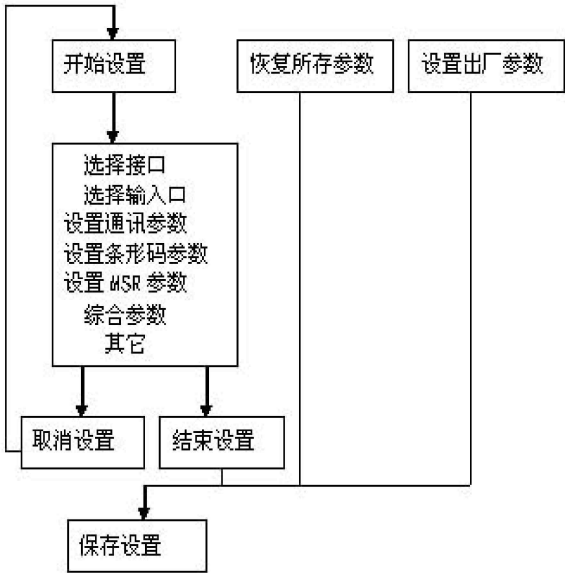 开始设置
恢复所存参数
设置出厂参数
选择接口
选择输入口
设置通讯参数
设置条形码参数
设置 MSR 参数
综合参数
其它
取消设置
结束设置
保存设置